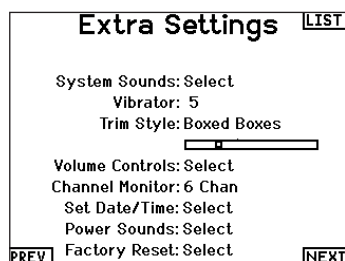 Extra Settings
LIST
System Sounds: Select
Vibrator: 5
Trim Style: Boxed Boxes
Volume Controls: Select
Channel Monitor: 6 Chan
Set Date/Time: Select
Power Sounds: Select
Factory Reset: Select
PREV
NEXT